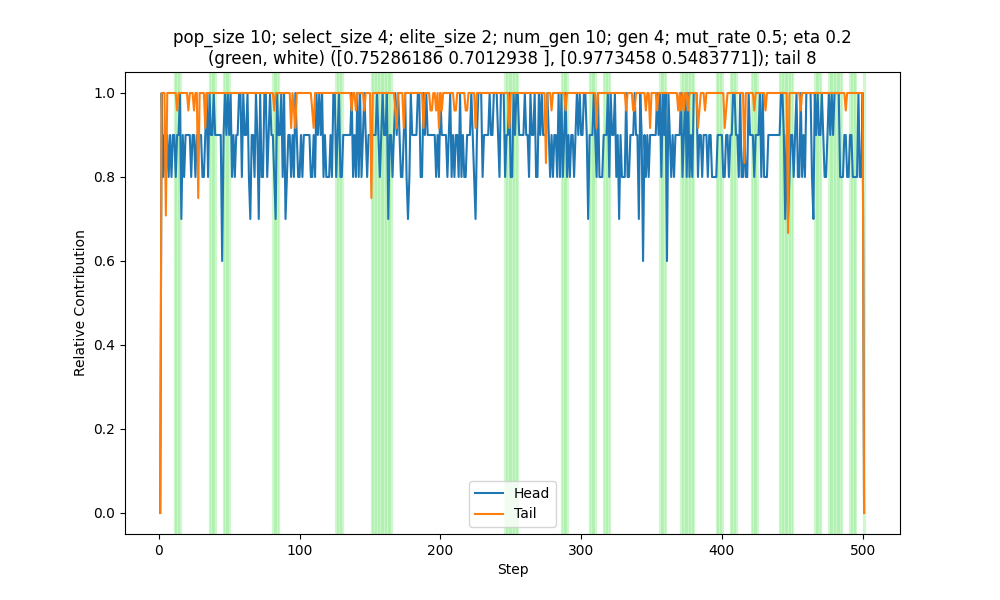 pop_size 10; select_size 4; elite_size 2; num_gen 10; gen 4; mut_rate 0.5; eta 0.2
(green, white) ([0.75286186 0.7012938 ], [0.9773458 0.5483771]); tail 8
1.0
0.8
0.6
0.4
0.2
0.0
Relative Contribution
Head
Tail
0 100 200 300 400 500
Step